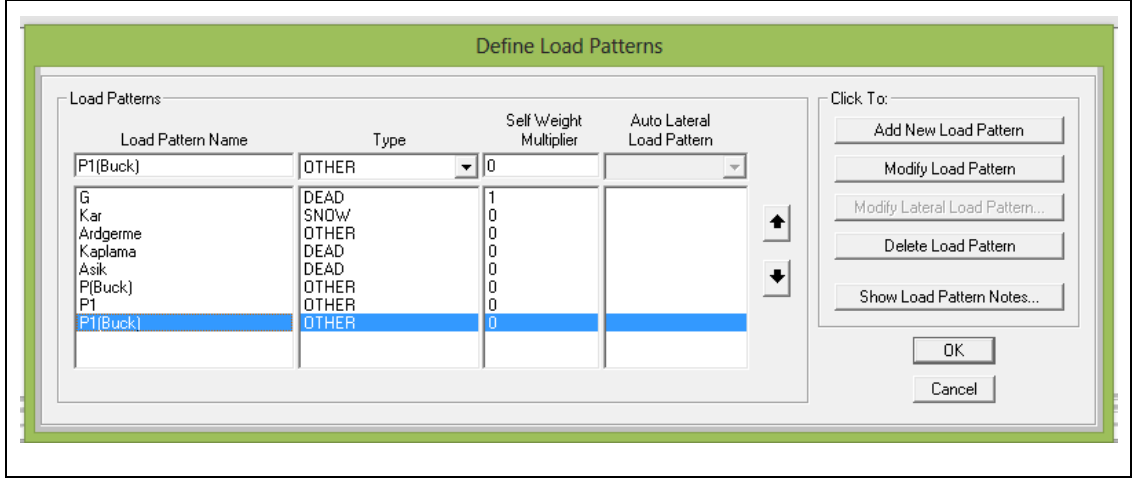 Define Load Patterns
Load Patterns
Click To:
Load Pattern Name Type Self Weight Multiplier Auto Lateral Load Pattern
P1(Buck) OTHER 0
G DEAD 1
Kar SNOW 0
Ardgerme OTHER 0
Kaplama DEAD 0
Asik DEAD 0
P(Buck) OTHER 0
P1 OTHER 0
P1(Buck) OTHER 0
Add New Load Pattern
Modify Load Pattern
Modify Lateral Load Pattern...
Delete Load Pattern
Show Load Pattern Notes...
OK
Cancel